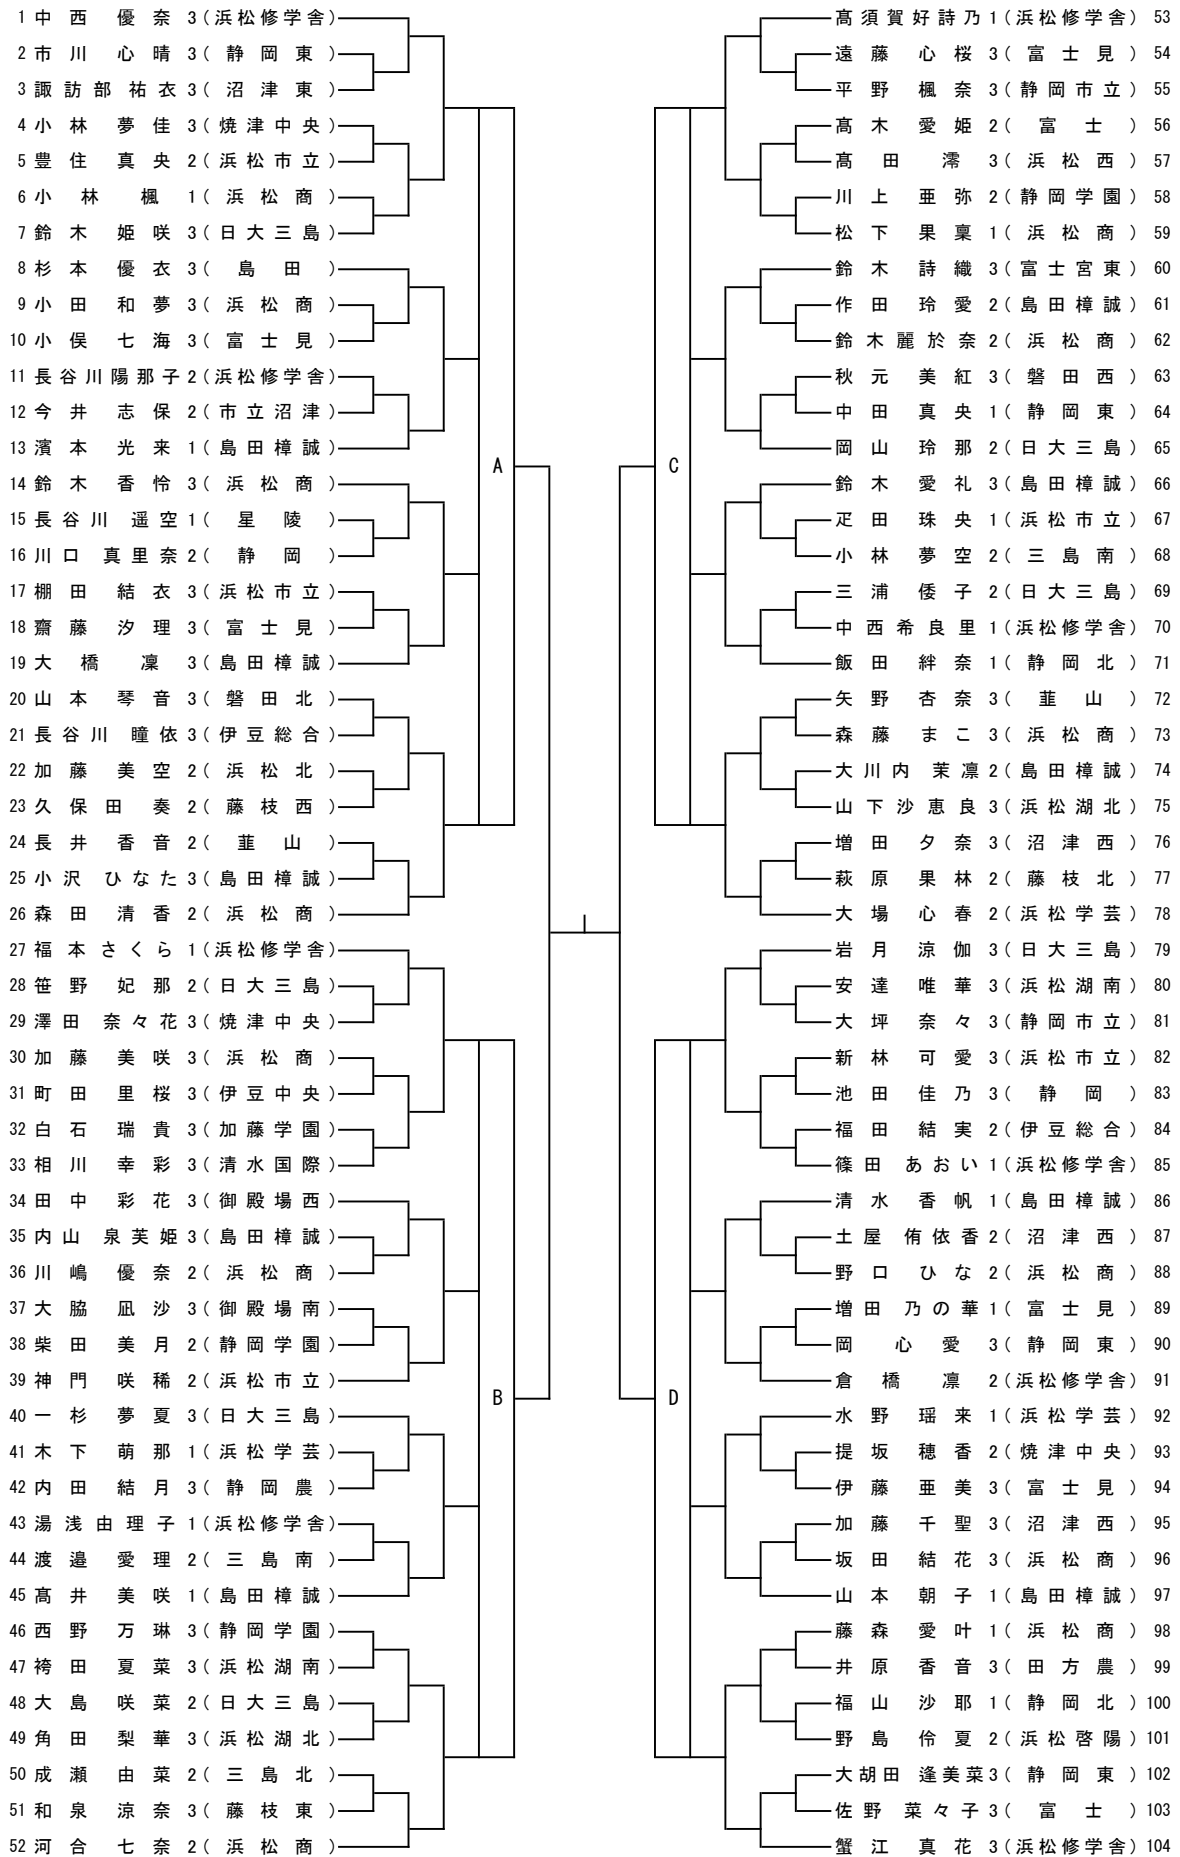 1 中西 優奈 3(浜松修学舎)
2 市川 心晴 3(静岡東)
3 諏訪部 祐衣 3(沼津東)
4 小林 夢佳 3(焼津中央)
5 豊住 真央 2(浜松市立)
6 小林 楓 1(浜松商)
7 鈴木 姫咲 3(日大三島)
8 杉本 優衣 3(島田)
9 小田 和夢 3(浜松商)
10 小俣 七海 3(富士見)
11 長谷川陽那子 2(浜松修学舎)
12 今井 志保 2(市立沼津)
13 濱本 光来 1(島田樟誠)
A
14 鈴木 香怜 3(浜松商)
15 長谷川 遥空 1(星陵)
16 川口 真里奈 2(静岡)
17 棚田 結衣 3(浜松市立)
18 齋藤 汐理 3(富士見)
19 大橋 凜 3(島田樟誠)
20 山本 琴音 3(磐田北)
21 長谷川 瞳依 3(伊豆総合)
22 加藤 美空 2(浜松北)
23 久保田 奏 2(藤枝西)
24 長井 香音 2(韮山)
25 小沢 ひなた 3(島田樟誠)
26 森田 清香 2(浜松商)
27 福本さくら 1(浜松修学舎)
28 笹野 妃那 2(日大三島)
29 澤田 奈々花 3(焼津中央)
30 加藤 美咲 3(浜松商)
31 町田 里桜 3(伊豆中央)
32 白石 瑞貴 3(加藤学園)
33 相川 幸彩 3(清水国際)
34 田中 彩花 3(御殿場西)
35 内山 泉芙姫 3(島田樟誠)
36 川嶋 優奈 2(浜松商)
37 大脇 凪沙 3(御殿場南)
38 柴田 美月 2(静岡学園)
39 神門 咲稀 2(浜松市立)
B
40 一杉 夢夏 3(日大三島)
41 木下 萌那 1(浜松学芸)
42 内田 結月 3(静岡農)
43 湯浅由理子 1(浜松修学舎)
44 渡邉 愛理 2(三島南)
45 髙井 美咲 1(島田樟誠)
46 西野 万琳 3(静岡学園)
47 袴田 夏菜 3(浜松湖南)
48 大島 咲菜 2(日大三島)
49 角田 梨華 3(浜松湖北)
50 成瀬 由菜 2(三島北)
51 和泉 涼奈 3(藤枝東)
52 河合 七奈 2(浜松商)
髙須賀好詩乃 1(浜松修学舎) 53
遠藤 心桜 3(富士見) 54
平野 楓奈 3(静岡市立) 55
髙木 愛姫 2(富士) 56
髙田 澪 3(浜松西) 57
川上 亜弥 2(静岡学園) 58
松下 果稟 1(浜松商) 59
鈴木 詩織 3(富士宮東) 60
作田 玲愛 2(島田樟誠) 61
鈴木麗於奈 2(浜松商) 62
秋元 美紅 3(磐田西) 63
中田 真央 1(静岡東) 64
岡山 玲那 2(日大三島) 65
C
鈴木 愛礼 3(島田樟誠) 66
疋田 珠央 1(浜松市立) 67
小林 夢空 2(三島南) 68
三浦 倭子 2(日大三島) 69
中西希良里 1(浜松修学舎) 70
飯田 絆奈 1(静岡北) 71
矢野 杏奈 3(韮山) 72
森藤 まこ 3(浜松商) 73
大川内 茉凛 2(島田樟誠) 74
山下沙恵良 3(浜松湖北) 75
増田 夕奈 3(沼津西) 76
萩原 果林 2(藤枝北) 77
大場 心春 2(浜松学芸) 78
岩月 涼伽 3(日大三島) 79
安達 唯華 3(浜松湖南) 80
大坪 奈々 3(静岡市立) 81
新林 可愛 3(浜松市立) 82
池田 佳乃 3(静岡) 83
福田 結実 2(伊豆総合) 84
篠田 あおい 1(浜松修学舎) 85
清水 香帆 1(島田樟誠) 86
土屋 侑依香 2(沼津西) 87
野口 ひな 2(浜松商) 88
増田 乃の華 1(富士見) 89
岡 心愛 3(静岡東) 90
倉橋 凛 2(浜松修学舎) 91
D
水野 瑶来 1(浜松学芸) 92
提坂 穂香 2(焼津中央) 93
伊藤 亜美 3(富士見) 94
加藤 千聖 3(沼津西) 95
坂田 結花 3(浜松商) 96
山本 朝子 1(島田樟誠) 97
藤森 愛叶 1(浜松商) 98
井原 香音 3(田方農) 99
福山 沙耶 1(静岡北) 100
野島 伶夏 2(浜松啓陽) 101
大胡田 逢美菜 3(静岡東) 102
佐野 菜々子 3(富士) 103
蟹江 真花 3(浜松修学舎) 104